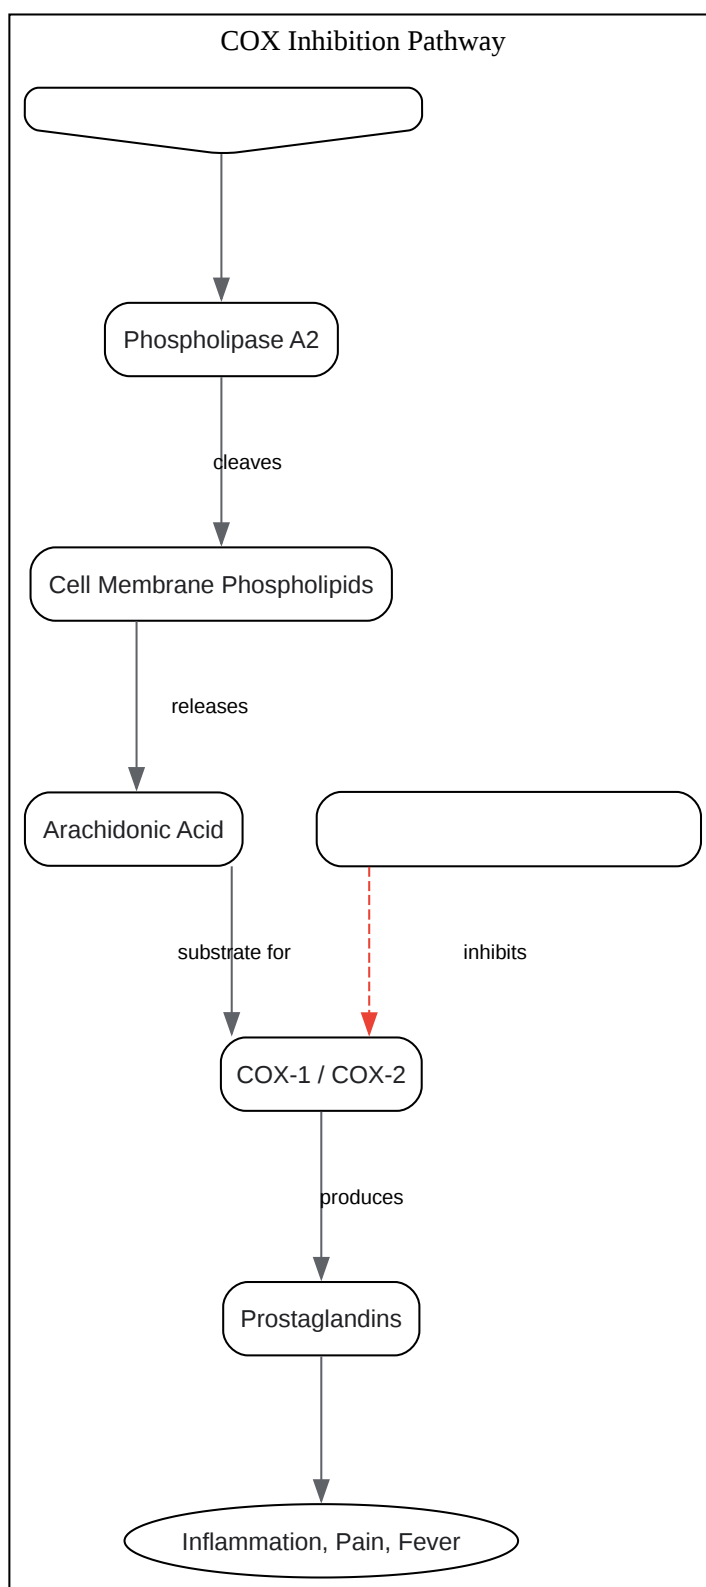 COX Inhibition Pathway
Phospholipase A2
cleaves
Cell Membrane Phospholipids
releases
Arachidonic Acid
substrate for
inhibits
COX-1 / COX-2
produces
Prostaglandins
Inflammation, Pain, Fever